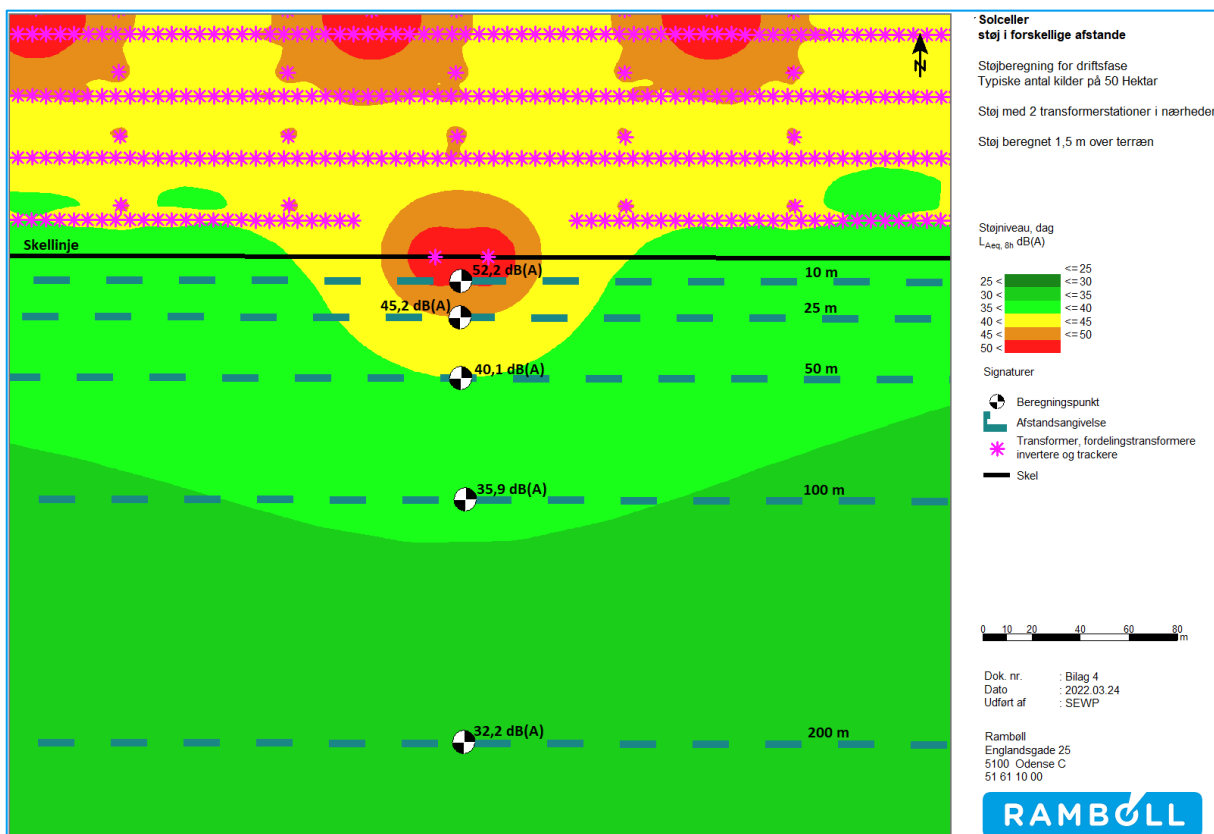 Solceller
støj i forskellige afstande
Støjberegning for driftsfase
Typiske antal kilder på 50 Hektar
Støj med 2 transformerstationer i nærheder
Støj beregnet 1,5 m over terræn
N
Skellinje
52,2 dB(A)
10 m
45,2 dB(A)
25 m
40,1 dB(A)
50 m
35,9 dB(A)
100 m
32,2 dB(A)
200 m
Støjniveau, dag
LAeq, 8h dB(A)
<=25
25 < <=30
30 < <=35
35 < <=40
40 < <=45
45 < <=50
50 <
Signaturer
Beregningspunkt
Afstandsangivelse
Transformer, fordelingstransformere
invertere og trackere
Skel
0 10 20 40 60 80
m
Dok. nr. : Bilag 4
Dato : 2022.03.24
Udført af : SEWP
Rambøll
Englandsgade 25
5100 Odense C
51 61 10 00
RAMBOLL